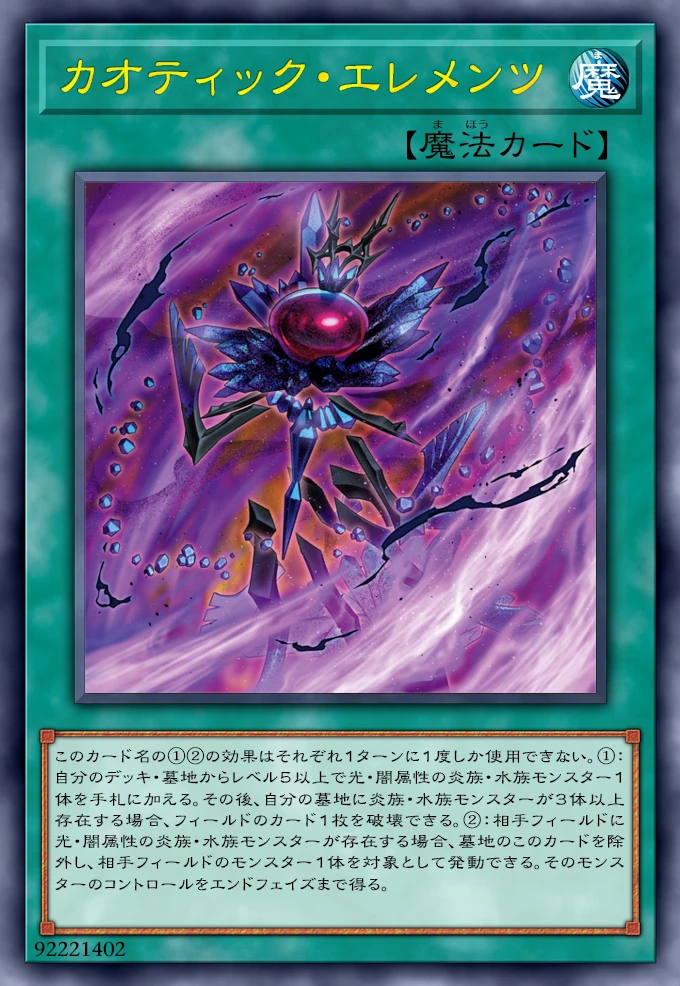 カオティック・エレメンツ
魔
ま
ま ほう
【魔法カード】
このカード名の①②の効果はそれぞれ1ターンに1度しか使用できない。①：
自分のデッキ・墓地からレベル5以上で光・闇属性の炎族・水族モンスター1
体を手札に加える。その後、自分の墓地に炎族・水族モンスターが3体以上
存在する場合、フィールドのカード1枚を破壊できる。②：相手フィールドに
光・闇属性の炎族・水族モンスターが存在する場合、墓地のこのカードを除
外し、相手フィールドのモンスター1体を対象として発動できる。そのモンス
ターのコントロールをエンドフェイズまで得る。
92221402